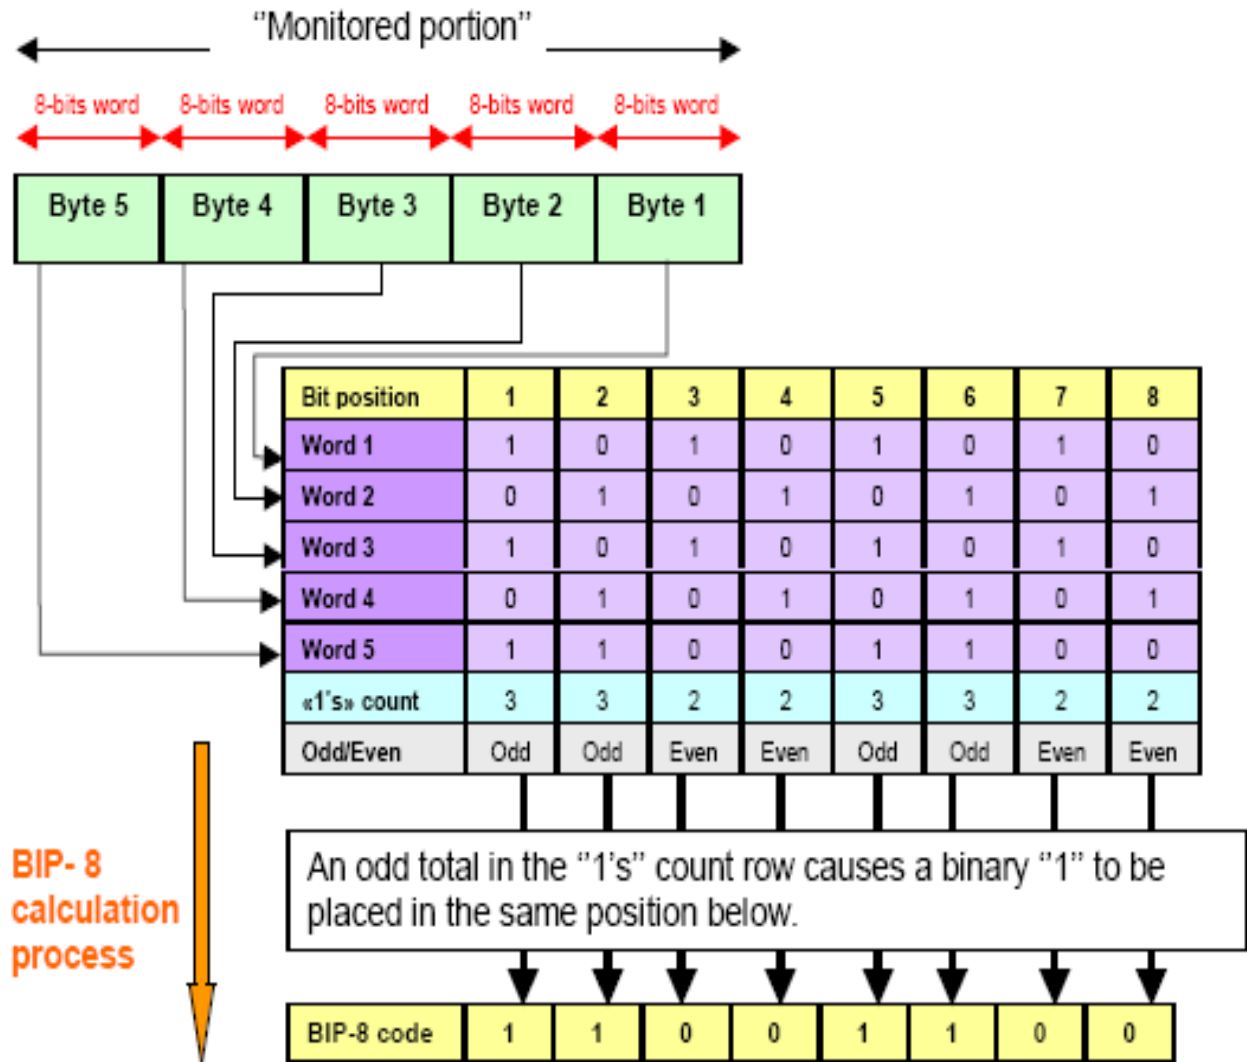 ‘’Monitored portion’’
8-bits word 8-bits word 8-bits word 8-bits word 8-bits word
Byte 5 Byte 4 Byte 3 Byte 2 Byte 1
Bit position 1 2 3 4 5 6 7 8
Word 1 1 0 1 0 1 0 1 0
Word 2 0 1 0 1 0 1 0 1
Word 3 1 0 1 0 1 0 1 0
Word 4 0 1 0 1 0 1 0 1
Word 5 1 1 0 0 1 1 0 0
«1's» count 3 3 2 2 3 3 2 2
Odd/Even Odd Odd Even Even Odd Odd Even Even
BIP- 8
calculation
process
An odd total in the ‘’1's’’ count row causes a binary ‘’1’’ to be
placed in the same position below.
BIP-8 code 1 1 0 0 1 1 0 0